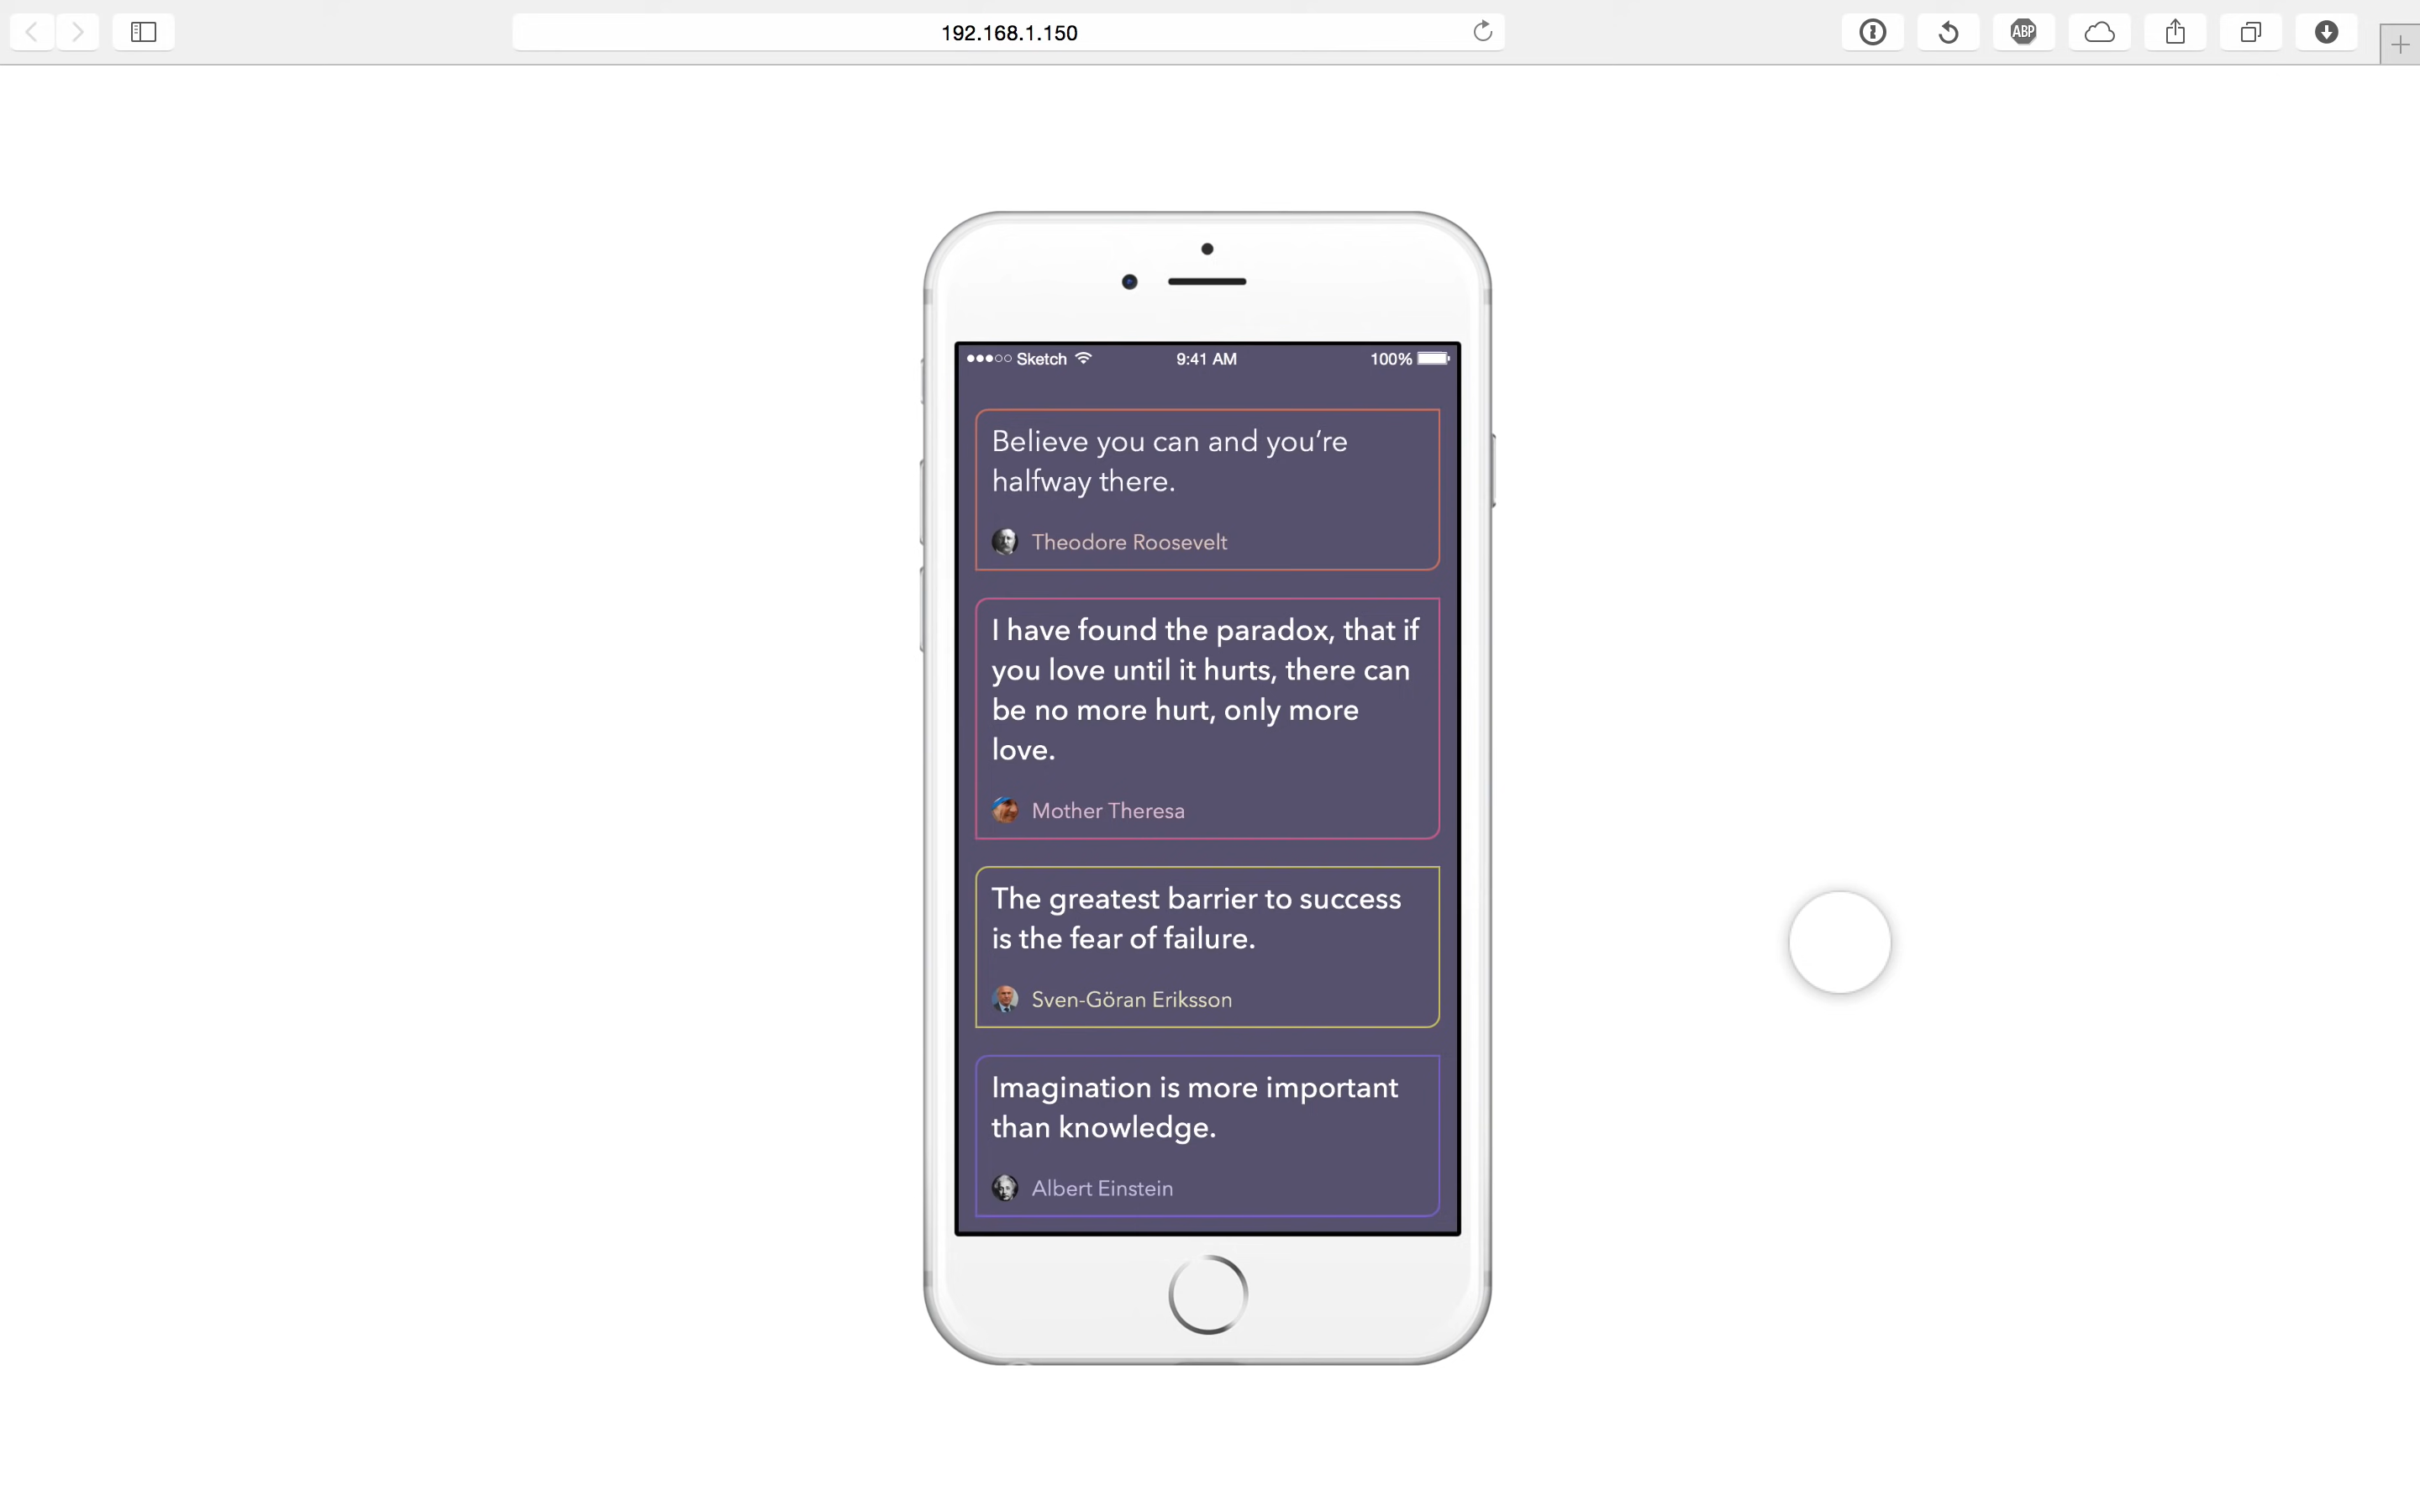 192.168.1.150
ABP
Sketch 9:41 AM 100%
Believe you can and you’re
halfway there.
Theodore Roosevelt
I have found the paradox, that if
you love until it hurts, there can
be no more hurt, only more
love.
Mother Theresa
The greatest barrier to success
is the fear of failure.
Sven-Göran Eriksson
Imagination is more important
than knowledge.
Albert Einstein